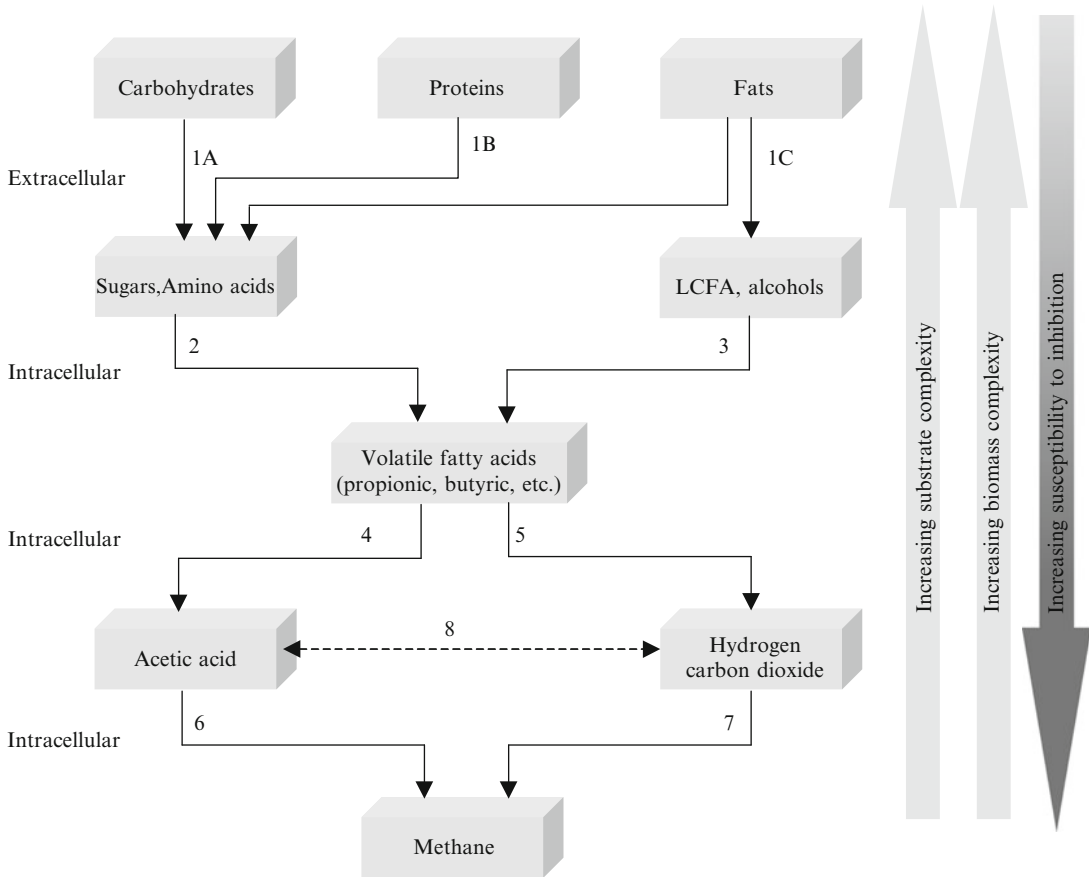 Carbohydrates
Proteins
Fats
1A
1B
1C
Extracellular
Sugars,Amino acids
LCFA, alcohols
2
3
Intracellular
Volatile fatty acids
(propionic, butyric, etc.)
Intracellular
4
5
Acetic acid
8
Hydrogen
carbon dioxide
6
7
Intracellular
Methane
Increasing substrate complexity
Increasing biomass complexity
Increasing susceptibility to inhibition